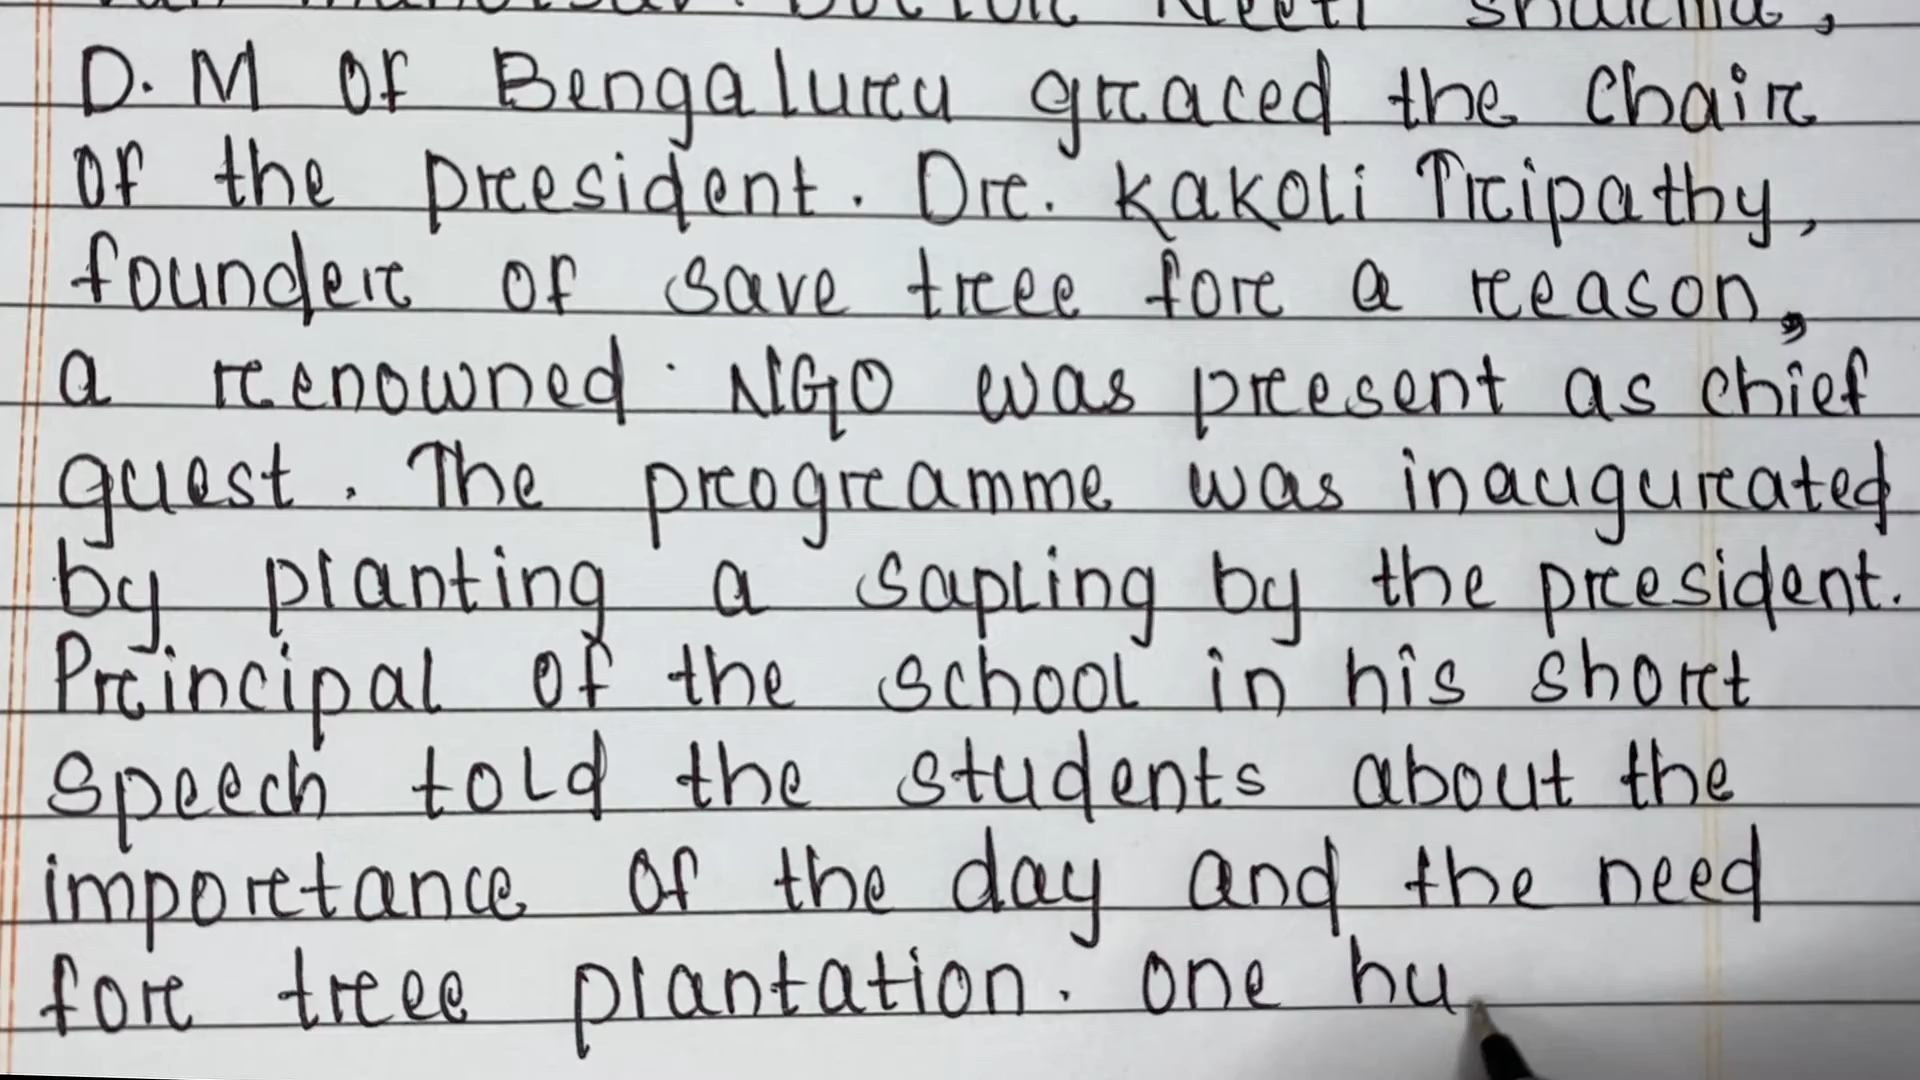 Neeti Sharma,
D. M of Bengaluru graced the chair
of the president. Dr. Kakoli Tripathy,
founder of save tree for a reason,
a renowned NGO was present as chief
guest. The programme was inaugurated
by planting a sapling by the president.
Principal of the school in his short
speech told the students about the
importance of the day and the need
for tree plantation. One hu